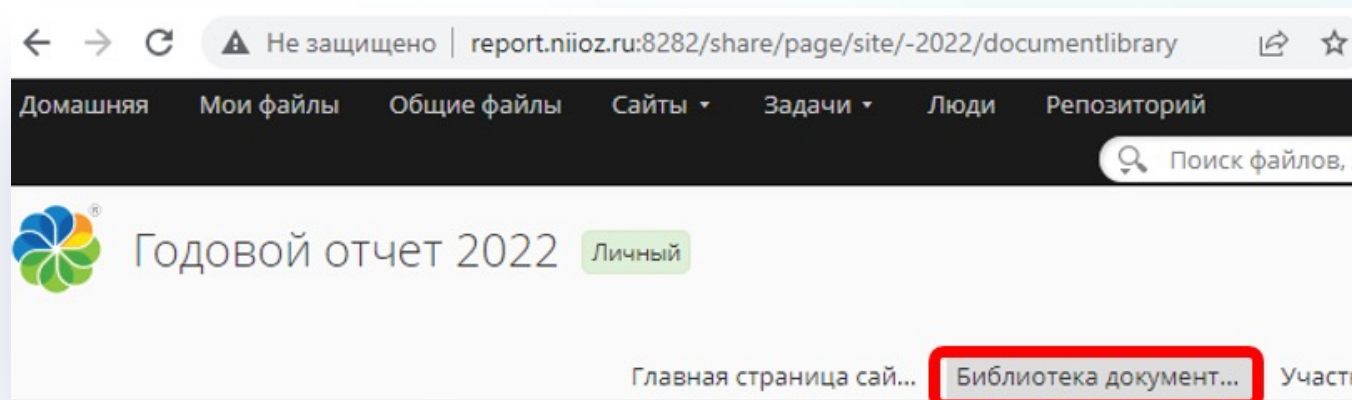 Не защищено | report.niioz.ru:8282/share/page/site/-2022/documentlibrary
Домашняя Мои файлы Общие файлы Сайты Задачи Люди Репозиторий
Поиск файлов,
Годовой отчет 2022 Личный
Главная страница сай... Библиотека документ...